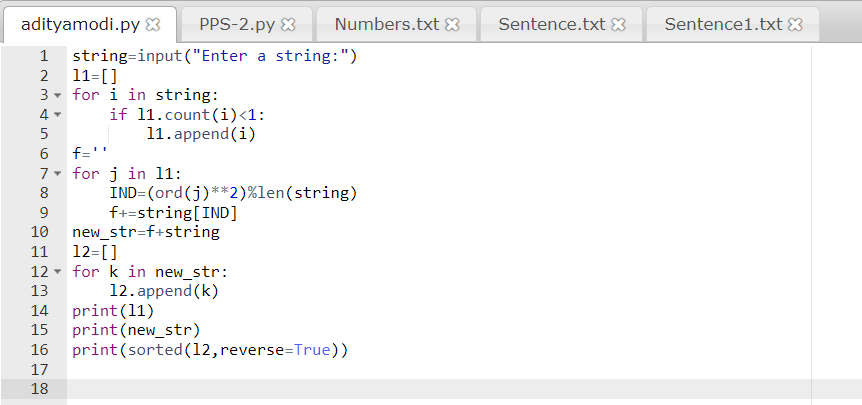 adityamodi.py PPS-2.py Numbers.txt Sentence.txt Sentence1.txt
1 string=input("Enter a string:")
2 l1=[]
3 for i in string:
4     if l1.count(i)<1:
5         l1.append(i)
6 f=''
7 for j in l1:
8     IND=(ord(j)**2)%len(string)
9     f+=string[IND]
10 new_str=f+string
11 l2=[]
12 for k in new_str:
13     l2.append(k)
14 print(l1)
15 print(new_str)
16 print(sorted(l2,reverse=True))
17
18